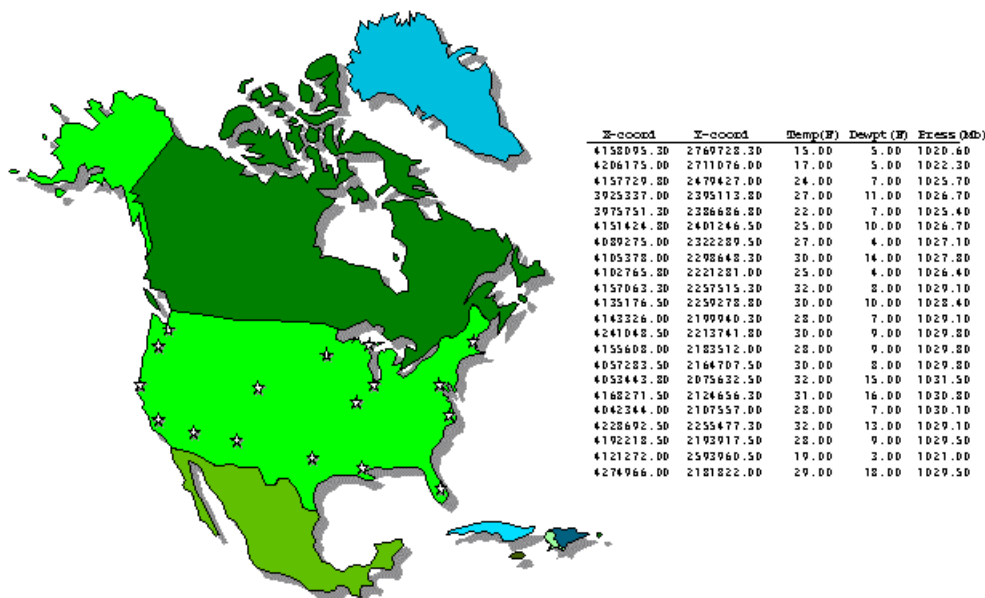 X-coord Y-coord Temp(F) Dewpt(F) Press(Mb)
4158095.30 2769728.30 15.00 5.00 1020.60
4206175.00 2711076.00 17.00 5.00 1022.30
4157729.80 2479427.00 24.00 7.00 1025.70
3925337.00 2395113.80 27.00 11.00 1026.70
3975751.30 2386686.80 22.00 7.00 1025.40
4151424.80 2401246.50 25.00 10.00 1026.70
4089275.00 2322289.50 27.00 4.00 1027.10
4105378.00 2298648.30 30.00 14.00 1027.80
4102765.80 2221281.00 25.00 4.00 1026.40
4157063.30 2257515.30 32.00 8.00 1029.10
4135176.50 2259278.80 30.00 10.00 1028.40
4143326.00 2199940.30 28.00 7.00 1029.10
4241048.50 2213741.80 30.00 9.00 1029.80
4155608.00 2183512.00 28.00 9.00 1029.80
4057283.50 2164707.50 30.00 8.00 1029.80
4053443.80 2075632.50 32.00 15.00 1031.50
4168271.50 2124656.30 31.00 16.00 1030.80
4042344.00 2107557.00 28.00 7.00 1030.10
4228692.50 2255477.30 32.00 13.00 1029.10
4192218.50 2193917.50 28.00 9.00 1029.50
4121272.00 2593960.50 19.00 3.00 1021.00
4274966.00 2181822.00 29.00 18.00 1029.50